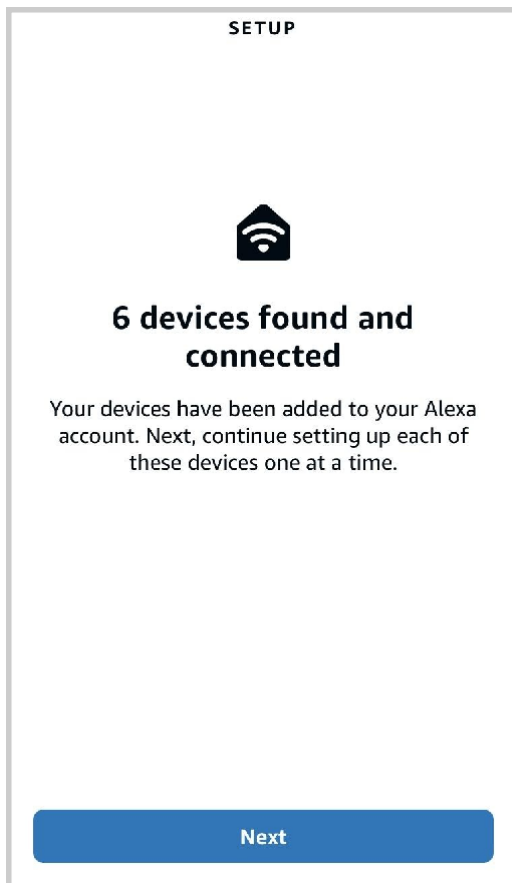 SETUP
6 devices found and
connected
Your devices have been added to your Alexa
account. Next, continue setting up each of
these devices one at a time.
Next